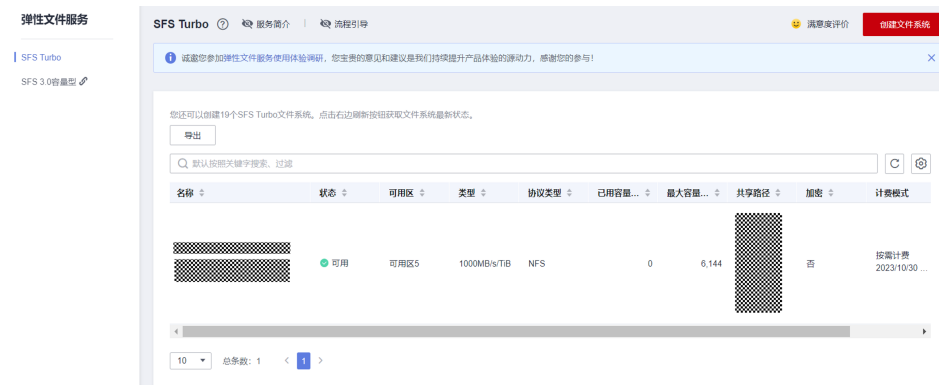 弹性文件服务
SFS Turbo
SFS 3.0容量型
SFS Turbo 服务简介 流程引导 满意度评价 创建文件系统
诚邀您参加弹性文件服务使用体验调研，您宝贵的意见和建议是我们持续提升产品体验的源动力，感谢您的参与！
您还可以创建19个SFS Turbo文件系统。点击右边刷新按钮获取文件系统最新状态。
导出
默认按照关键字搜索、过滤
名称 状态 可用区 类型 协议类型 已用容量... 最大容量... 共享路径 加密 计费模式
可用 可用区5 1000MB/s/TiB NFS 0 6,144 否 按需计费
2023/10/30 ...
10 总条数：1 1